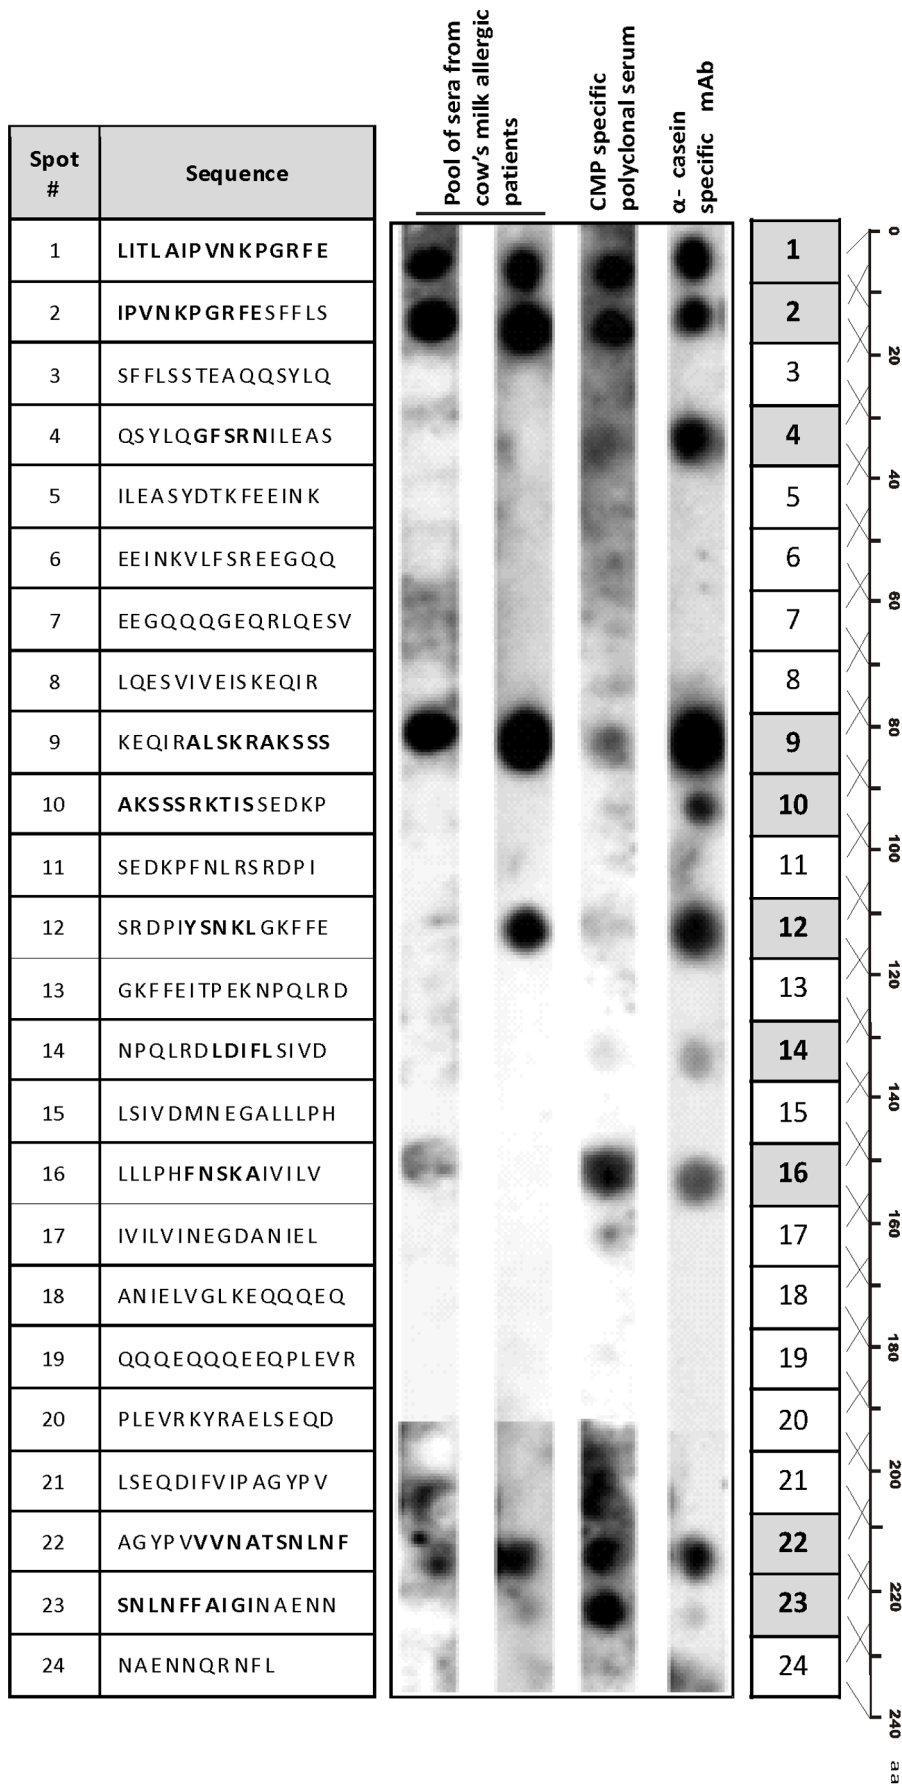 Pool of sera from
cow's milk allergic
patients
CMP specific
polyclonal serum
α- casein
specific mAb
Spot
#
Sequence
1 LITLAIPVNKPGRFE 1
2 IPVNKPGRFESFFLS 2
3 SFFLSSTEAQQSYLQ 3
4 QSYLQGFSRNILEAS 4
5 ILEASYDTKFEEINK 5
6 EEINKVLFSREEGQQ 6
7 EEGQQQGEQRLQESV 7
8 LQESVIVEISKEQIR 8
9 KEQIRALSKRAKSSS 9
10 AKSSSRKTISSEDKP 10
11 SEDKPFNLRSRDPI 11
12 SRDPIYSNKLGKFFE 12
13 GKFFEITPEKNPQLRD 13
14 NPQLRDLDIFLSIVD 14
15 LSIVDMNEGALLLPH 15
16 LLLPHFNSKAIVILV 16
17 IVILVINEGDANIEL 17
18 ANIELVGLKEQQQEQ 18
19 QQQEQQQEEQPLEVR 19
20 PLEVRKYRAELSEQD 20
21 LSEQDIFVIPAGYPV 21
22 AGYPVVVNATSNLNF 22
23 SNLNFFAIGINAENN 23
24 NAENNQRNFL 24
0
20
40
60
80
100
120
140
160
180
200
220
240
aa